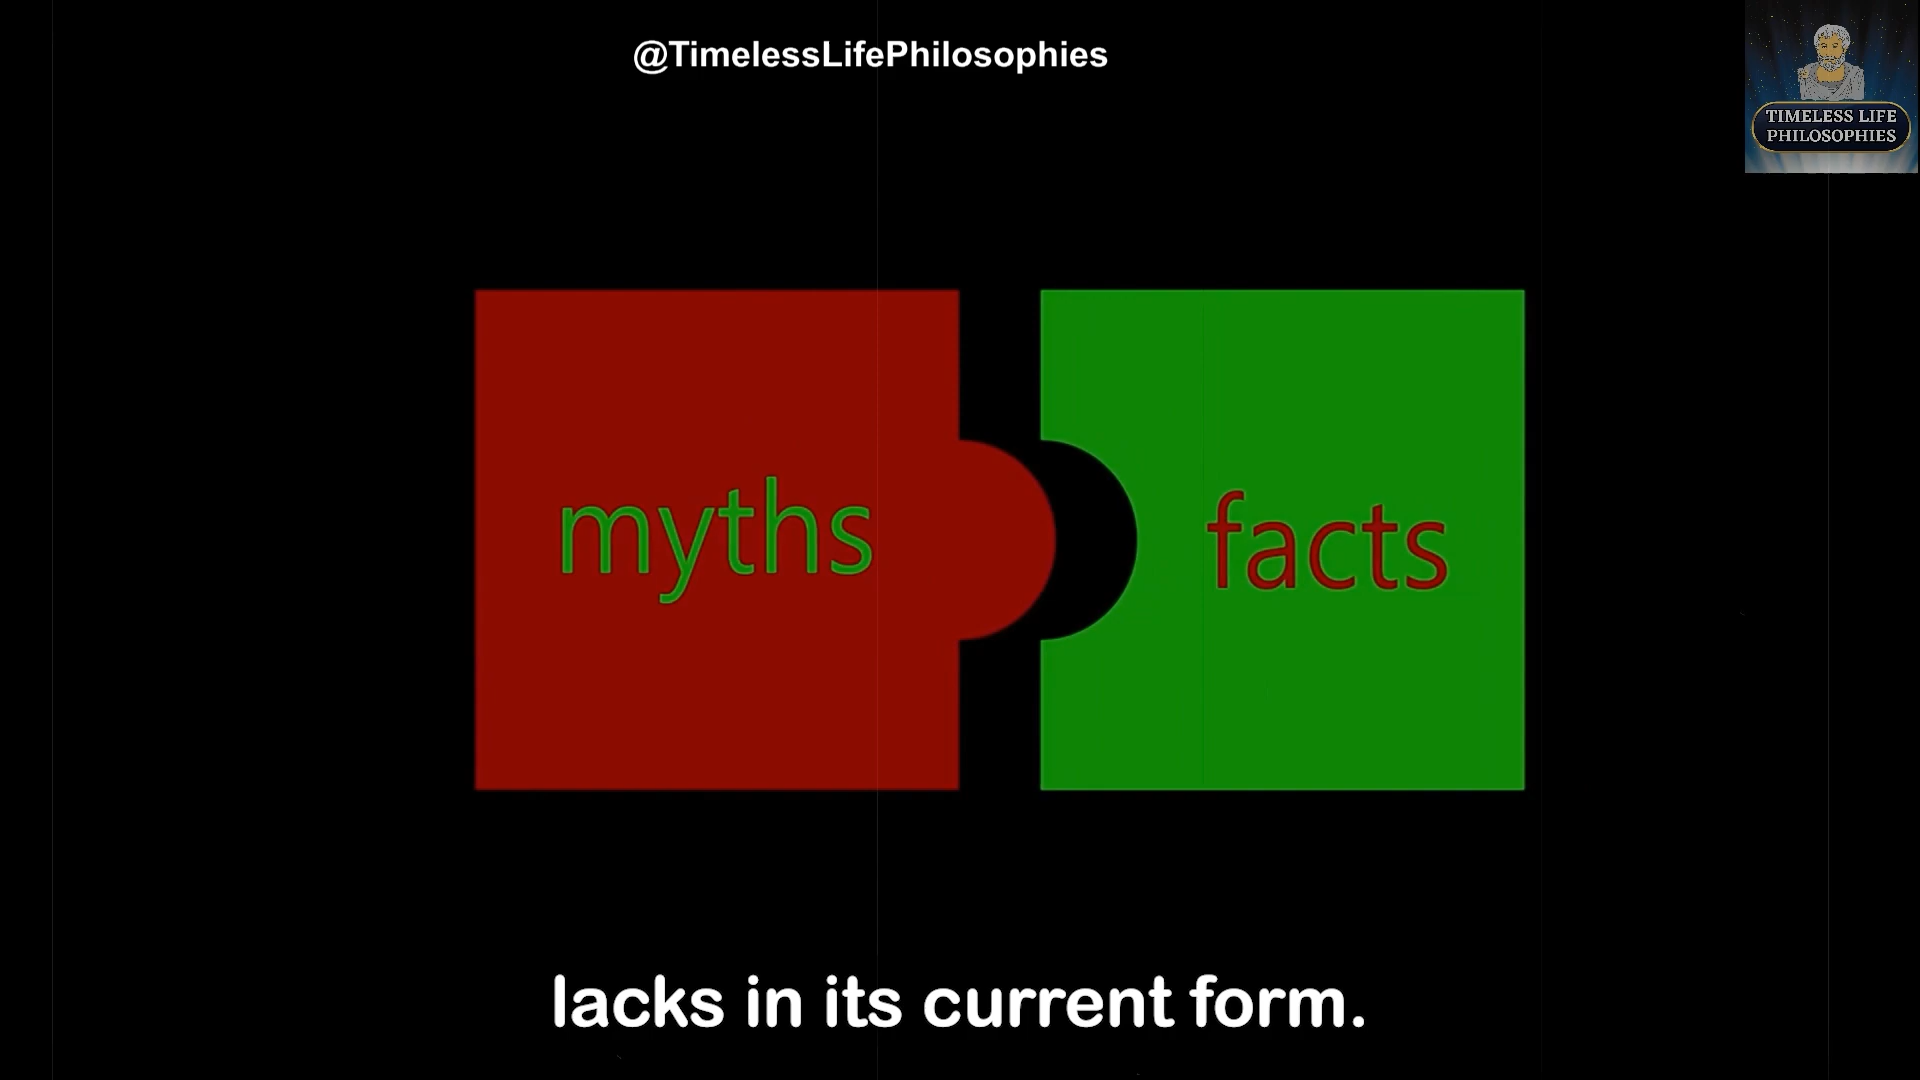 @TimelessLifePhilosophies
TIMELESS LIFE
PHILOSOPHIES
myths
facts
lacks in its current form.